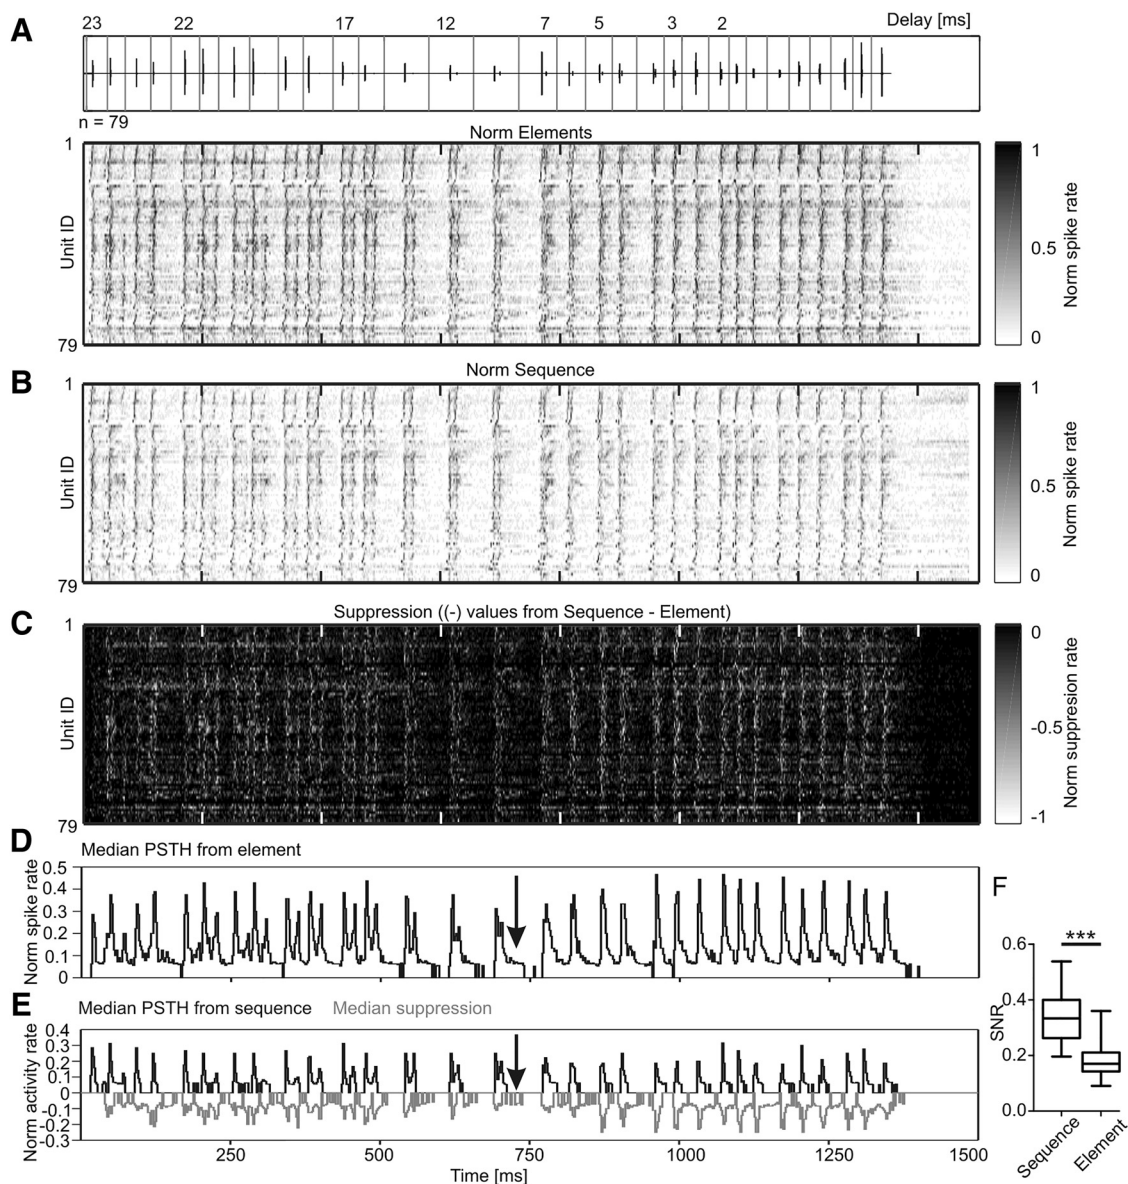 A
23 22 17 12 7 5 3 2 Delay [ms]
n = 79
Norm Elements
1
Unit ID
79
1
0.5
0
Norm spike rate
B
Norm Sequence
1
Unit ID
79
1
0.5
0
Norm spike rate
C
Suppression ((-) values from Sequence - Element)
1
Unit ID
79
0
-0.5
-1
Norm suppresion rate
D
Median PSTH from element
Norm spike rate
0.5
0.4
0.3
0.2
0.1
0
E
Median PSTH from sequence Median suppression
Norm activity rate
0.4
0.3
0.2
0.1
0
-0.1
-0.2
-0.3
250 500 750 1000 1250 1500
Time [ms]
F
***
SNR
0.6
0.4
0.2
0.0
Sequence
Element